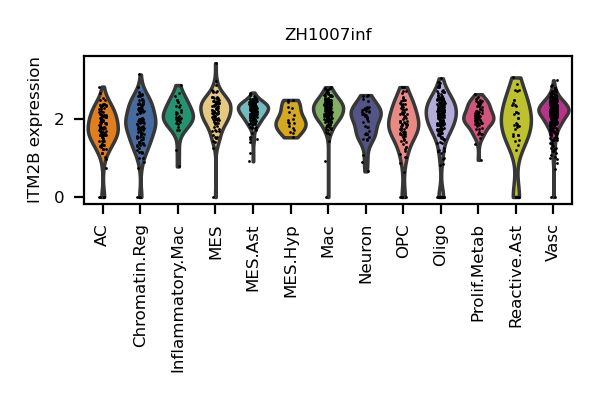 ZH1007inf
ITM2B expression
2
0
AC
Chromatin.Reg
Inflammatory.Mac
MES
MES.Ast
MES.Hyp
Mac
Neuron
OPC
Oligo
Prolif.Metab
Reactive.Ast
Vasc